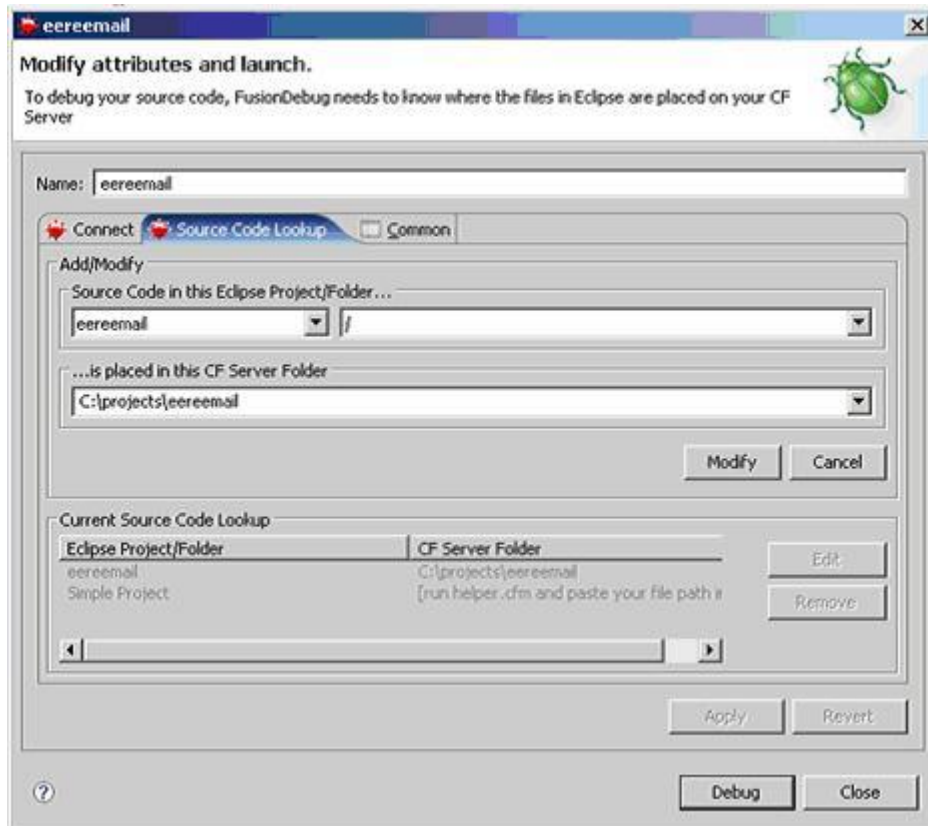 eereemail
Modify attributes and launch.
To debug your source code, FusionDebug needs to know where the files in Eclipse are placed on your CF
Server
Name: eereemail
Connect Source Code Lookup Common
Add/Modify
Source Code in this Eclipse Project/Folder...
eereemail /
...is placed in this CF Server Folder
C:\projects\eereemail
Modify Cancel
Current Source Code Lookup
Eclipse Project/Folder CF Server Folder
eereemail C:\projects\eereemail
Simple Project [run helper.cfm and paste your file path i
Edit
Remove
Apply Revert
? Debug Close